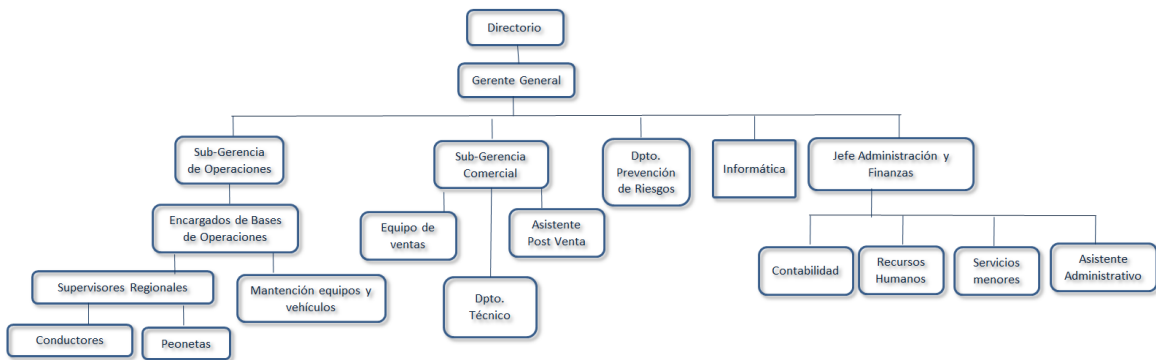 Directorio
Gerente General
Sub-Gerencia
de Operaciones
Sub-Gerencia
Comercial
Dpto.
Prevención
de Riesgos
Informática
Jefe Administración y
Finanzas
Encargados de Bases
de Operaciones
Equipo de
ventas
Asistente
Post Venta
Contabilidad
Recursos
Humanos
Servicios
menores
Asistente
Administrativo
Supervisores Regionales
Mantención equipos y
vehículos
Dpto.
Técnico
Conductores
Peonetas